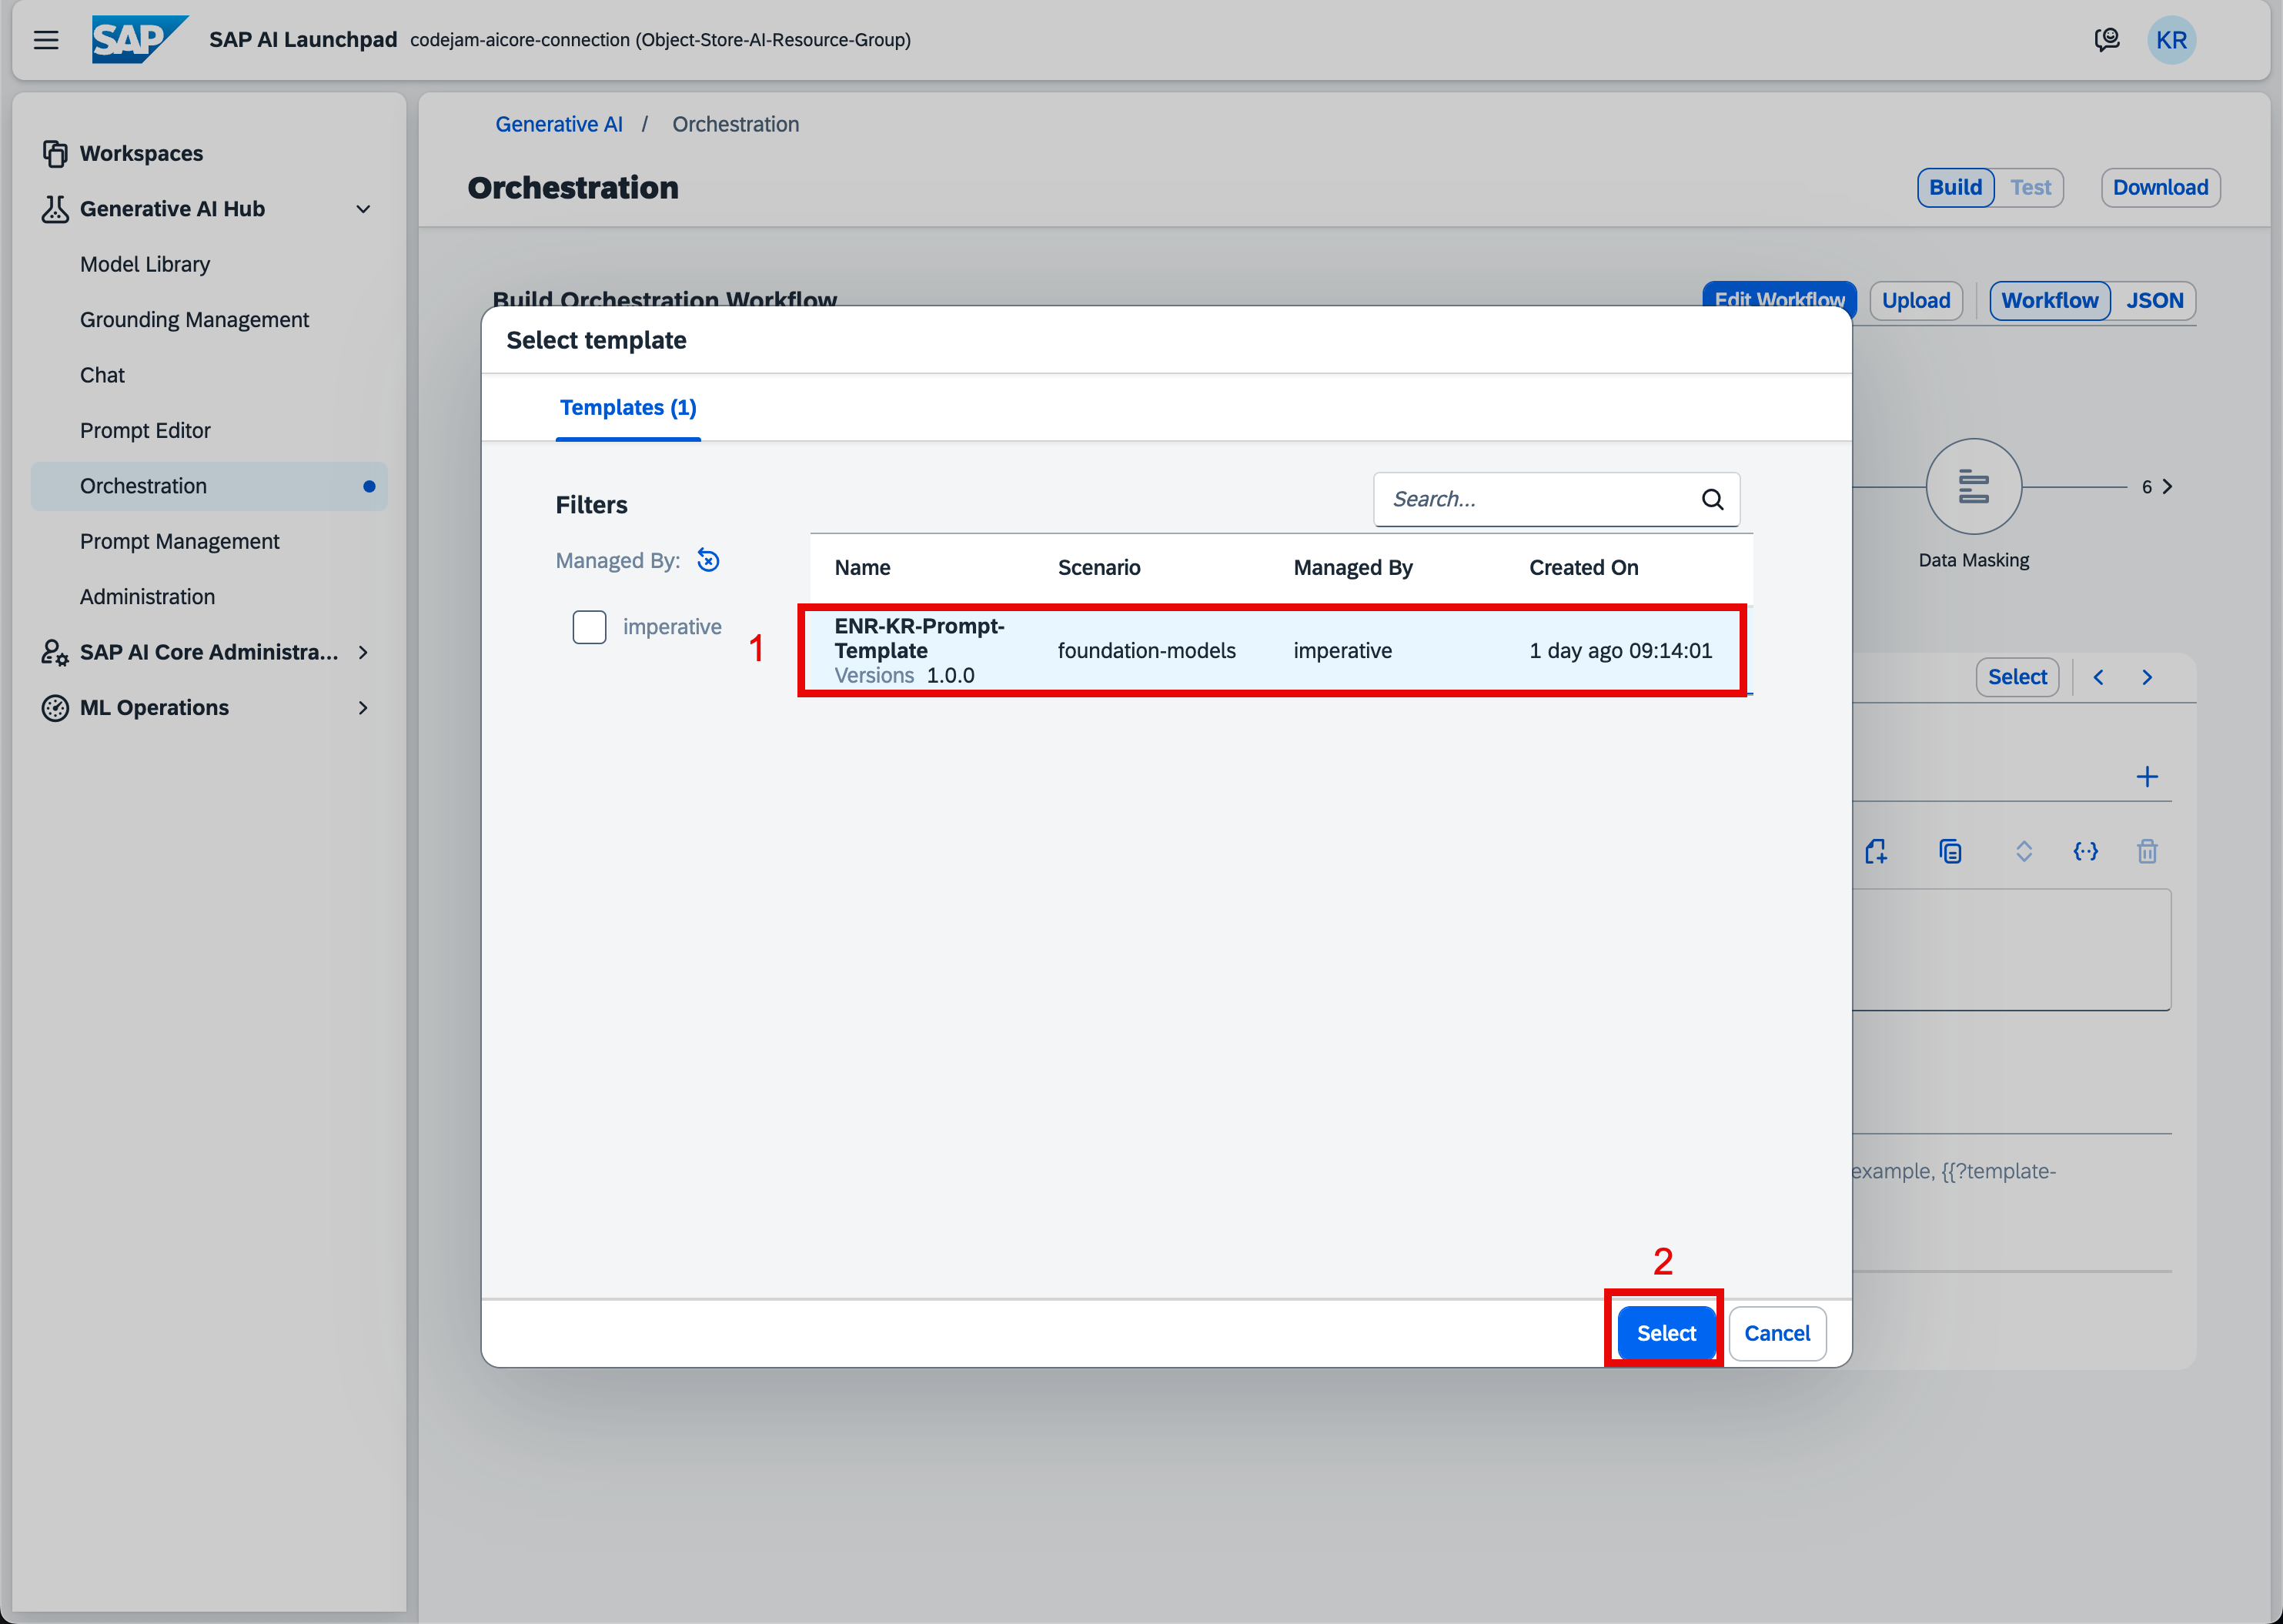 SAP SAP AI Launchpad codejam-aicore-connection (Object-Store-AI-Resource-Group) KR
Workspaces
Generative AI Hub
Model Library
Grounding Management
Chat
Prompt Editor
Orchestration
Prompt Management
Administration
SAP AI Core Administra...
ML Operations
Generative AI / Orchestration
Orchestration
Build Test Download
Build Orchestration Workflow
Edit Workflow Upload Workflow JSON
6
Data Masking
Select
example, {{?template-
Select template
Templates (1)
Filters
Search...
Managed By:
imperative
Name Scenario Managed By Created On
1
ENR-KR-Prompt-
Template
Versions 1.0.0
foundation-models imperative 1 day ago 09:14:01
2
Select Cancel